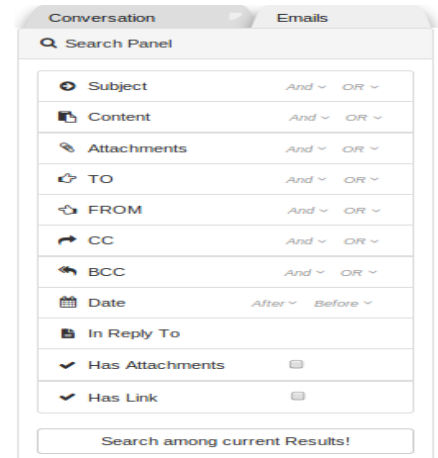 Conversation Emails
Search Panel
Subject And OR
Content And OR
Attachments And OR
TO And OR
FROM And OR
CC And OR
BCC And OR
Date After Before
In Reply To
Has Attachments
Has Link
Search among current Results!